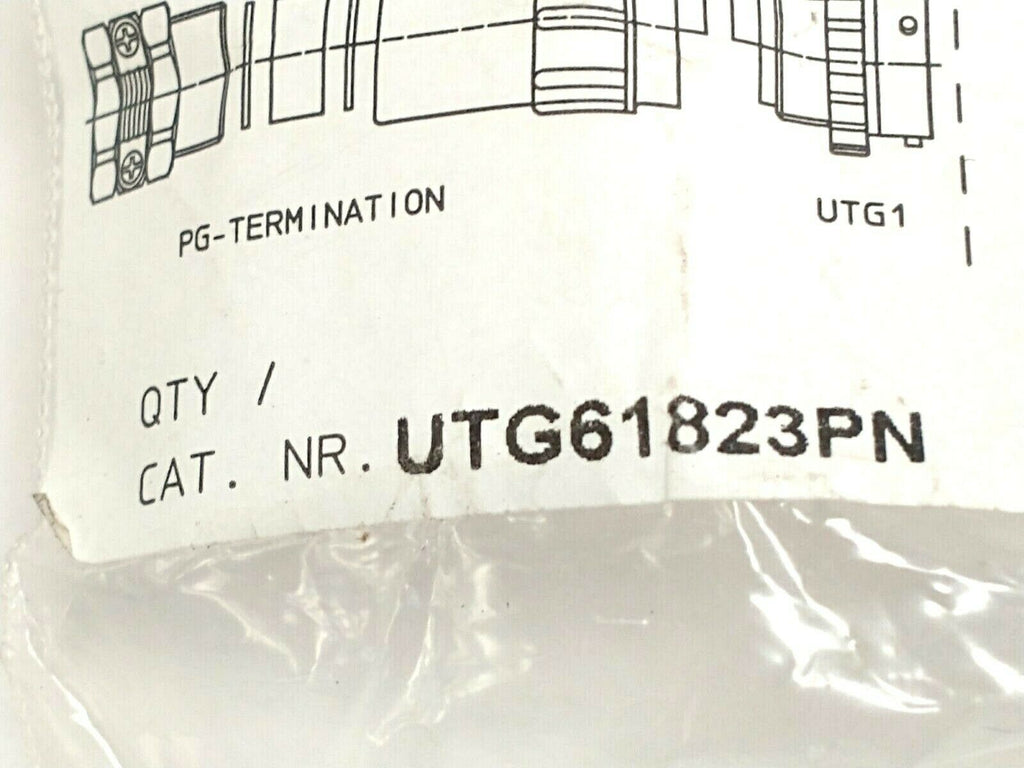 PG-TERMINATION
UTG1
QTY /
CAT. NR. UTG61823PN